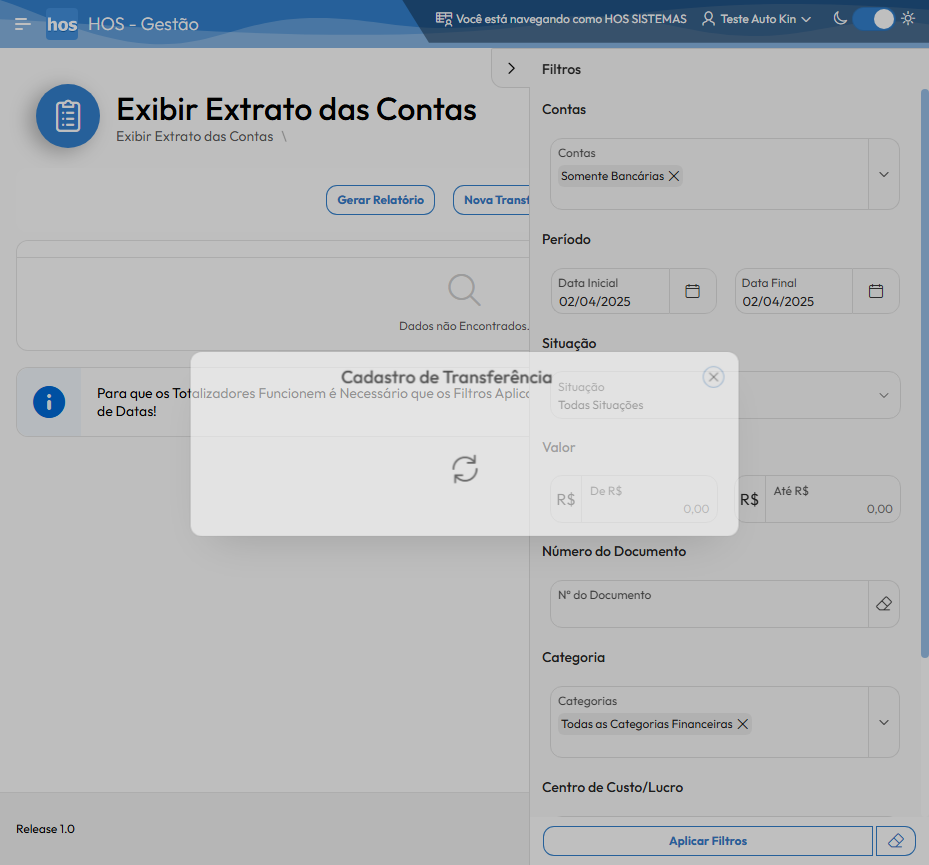 hos HOS - Gestão
Você está navegando como HOS SISTEMAS
Teste Auto Kin
Exibir Extrato das Contas
Exibir Extrato das Contas \
Gerar Relatório
Nova Transf
Dados não Encontrados.
Para que os Totalizadores Funcionem é Necessário que os Filtros Aplic
de Datas!
Cadastro de Transferência
Filtros
Contas
Contas
Somente Bancárias
Período
Data Inicial
02/04/2025
Data Final
02/04/2025
Situação
Situação
Todas Situações
Valor
R$ De R$
0,00
R$ Até R$
0,00
Número do Documento
Nº do Documento
Categoria
Categorias
Todas as Categorias Financeiras
Centro de Custo/Lucro
Aplicar Filtros
Release 1.0